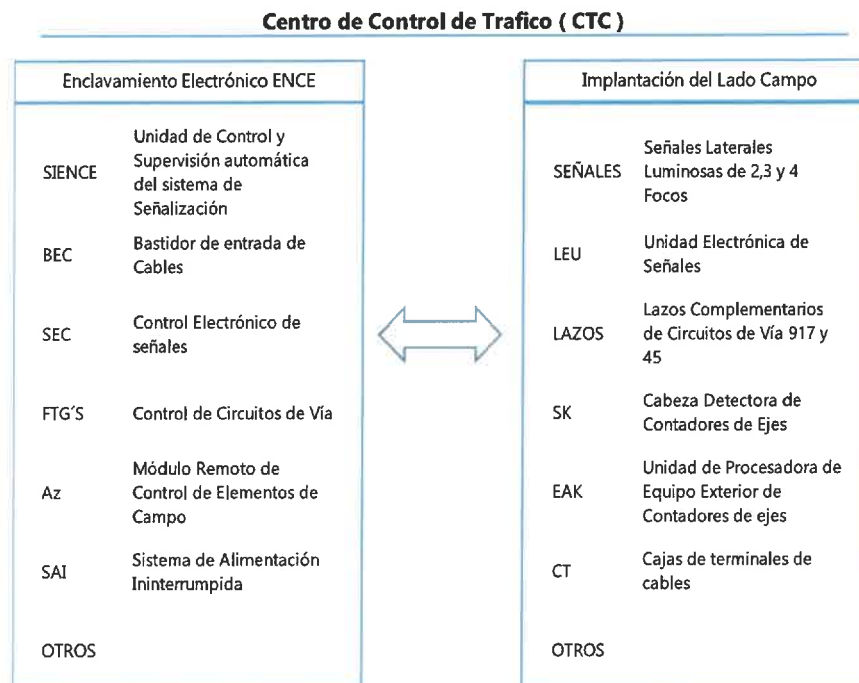 Centro de Control de Trafico ( CTC )
Enclavamiento Electrónico ENCE
SIENCE
Unidad de Control y
Supervisión automática
del sistema de
Señalización
BEC
Bastidor de entrada de
Cables
SEC
Control Electrónico de
señales
FTG´S
Control de Circuitos de Vía
Az
Módulo Remoto de
Control de Elementos de
Campo
SAI
Sistema de Alimentación
Ininterrumpida
OTROS
Implantación del Lado Campo
SEÑALES
Señales Laterales
Luminosas de 2,3 y 4
Focos
LEU
Unidad Electrónica de
Señales
LAZOS
Lazos Complementarios
de Circuitos de Vía 917 y
45
SK
Cabeza Detectora de
Contadores de Ejes
EAK
Unidad de Procesadora de
Equipo Exterior de
Contadores de ejes
CT
Cajas de terminales de
cables
OTROS